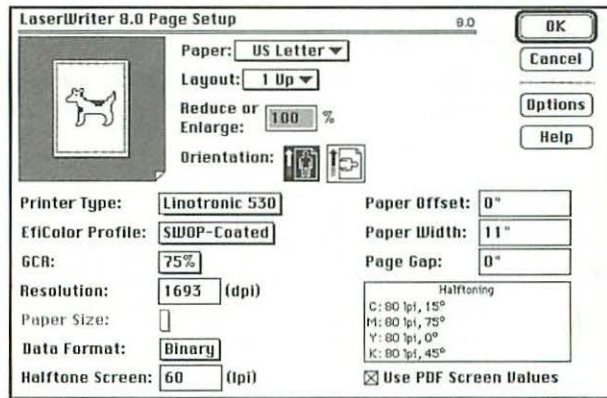 LaserWriter 8.0 Page Setup 8.0 OK
Paper: US Letter Cancel
Layout: 1 Up
Reduce or Enlarge: 100 % Options
Help
Orientation:
Printer Type: Linotronic 530 Paper Offset: 0"
EfiColor Profile: SWOP-Coated Paper Width: 11"
GCR: 75% Page Gap: 0"
Resolution: 1693 (dpi) Halftoning
C: 80 lpi, 15°
Paper Size: M: 80 lpi, 75°
Y: 80 lpi, 0°
Data Format: Binary K: 80 lpi, 45°
Halftone Screen: 60 (lpi) Use PDF Screen Values